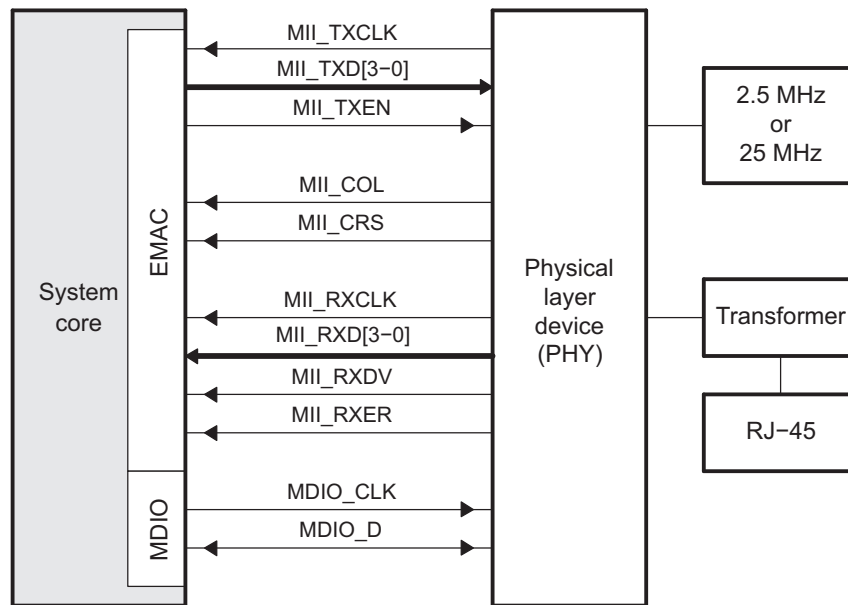 System
core
EMAC
MDIO
MII_TXCLK
MII_TXD[3−0]
MII_TXEN
MII_COL
MII_CRS
MII_RXCLK
MII_RXD[3−0]
MII_RXDV
MII_RXER
MDIO_CLK
MDIO_D
Physical
layer
device
(PHY)
2.5 MHz
or
25 MHz
Transformer
RJ−45